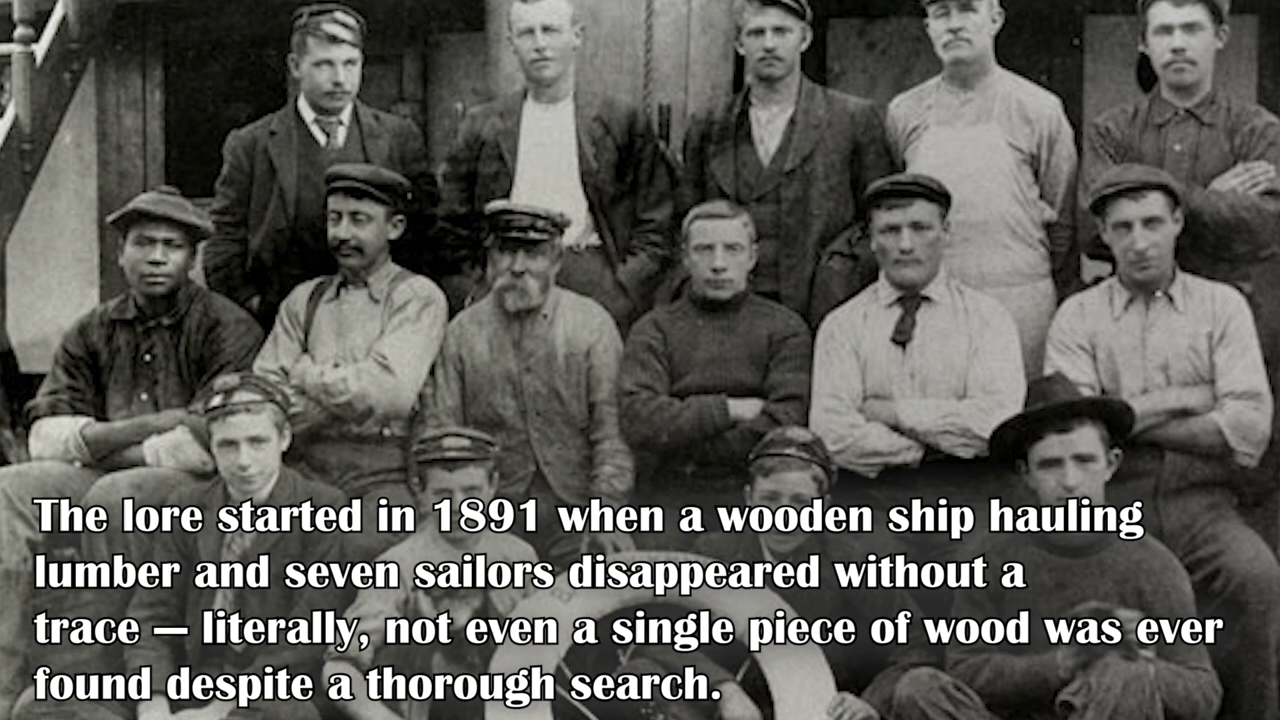 The lore started in 1891 when a wooden ship hauling
lumber and seven sailors disappeared without a
trace — literally, not even a single piece of wood was ever
found despite a thorough search.